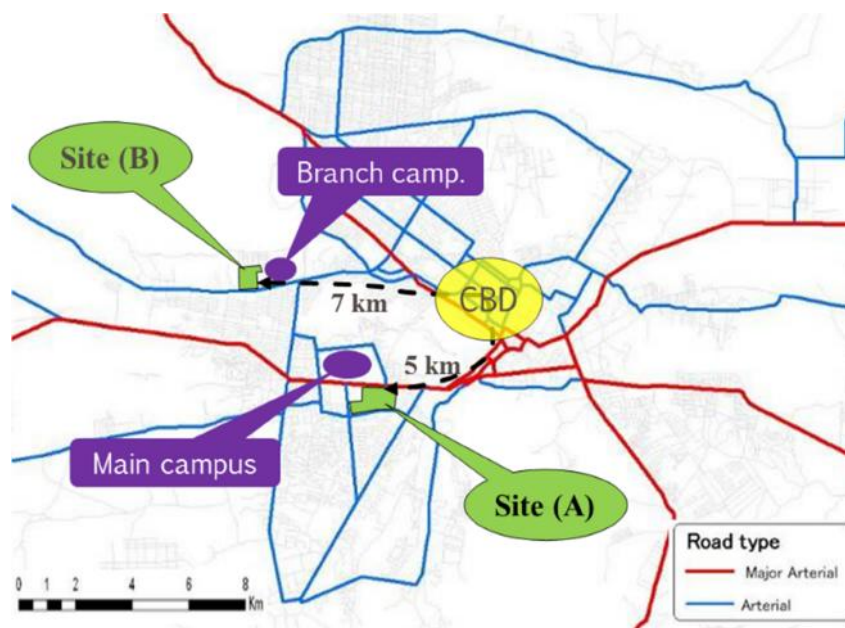 Site (B)
Branch camp.
CBD
7 km
5 km
Main campus
Site (A)
Road type
Major Arterial
Arterial
0 1 2 4 6 8
Km